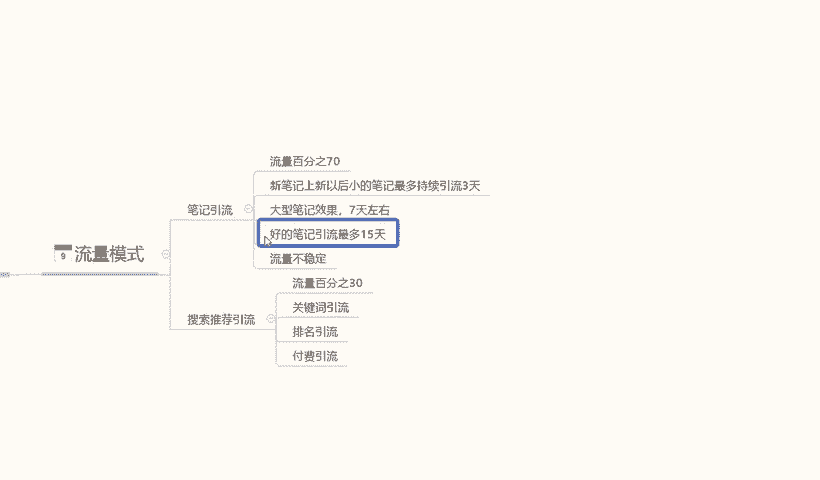 9 流量模式
笔记引流
流量百分之70
新笔记上新以后小的笔记最多持续引流3天
大型笔记效果，7天左右
好的笔记引流最多15天
流量不稳定
搜索推荐引流
流量百分之30
关键词引流
排名引流
付费引流